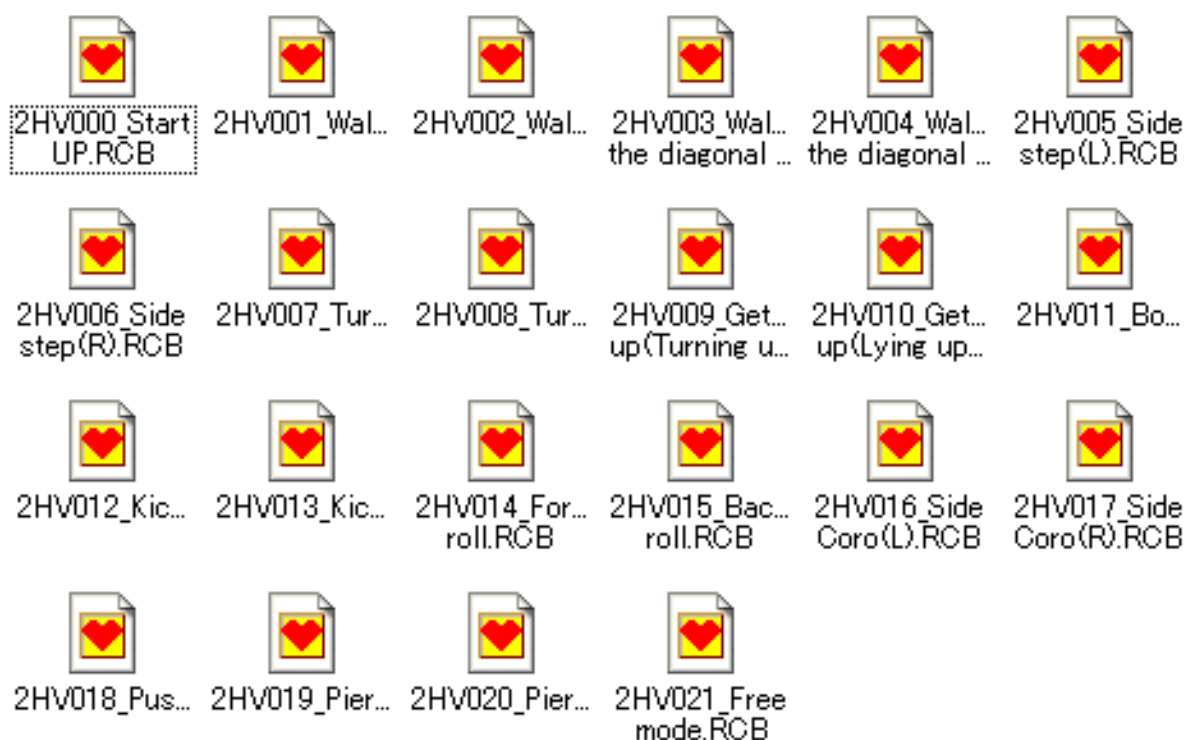 2HV000_Start
UP.RCB
2HV001_Wal...
2HV002_Wal...
2HV003_Wal...
the diagonal ...
2HV004_Wal...
the diagonal ...
2HV005_Side
step(L).RCB
2HV006_Side
step(R).RCB
2HV007_Tur...
2HV008_Tur...
2HV009_Get...
up(Turning u...
2HV010_Get...
up(Lying up...
2HV011_Bo...
2HV012_Kic...
2HV013_Kic...
2HV014_For...
roll.RCB
2HV015_Bac...
roll.RCB
2HV016_Side
Coro(L).RCB
2HV017_Side
Coro(R).RCB
2HV018_Pus...
2HV019_Pier...
2HV020_Pier...
2HV021_Free
mode.RCB